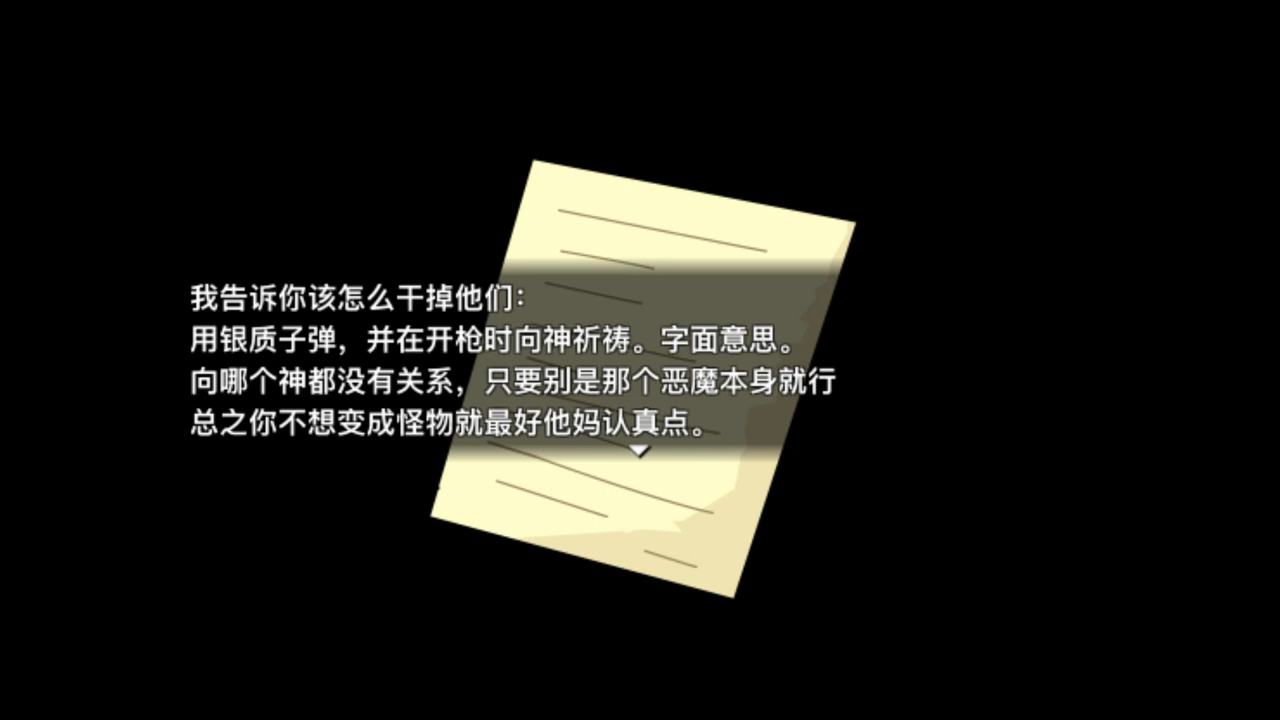 我告诉你该怎么干掉他们：
用银质子弹，并在开枪时向神祈祷。字面意思。
向哪个神都没有关系，只要别是那个恶魔本身就行
总之你不想变成怪物就最好他妈认真点。